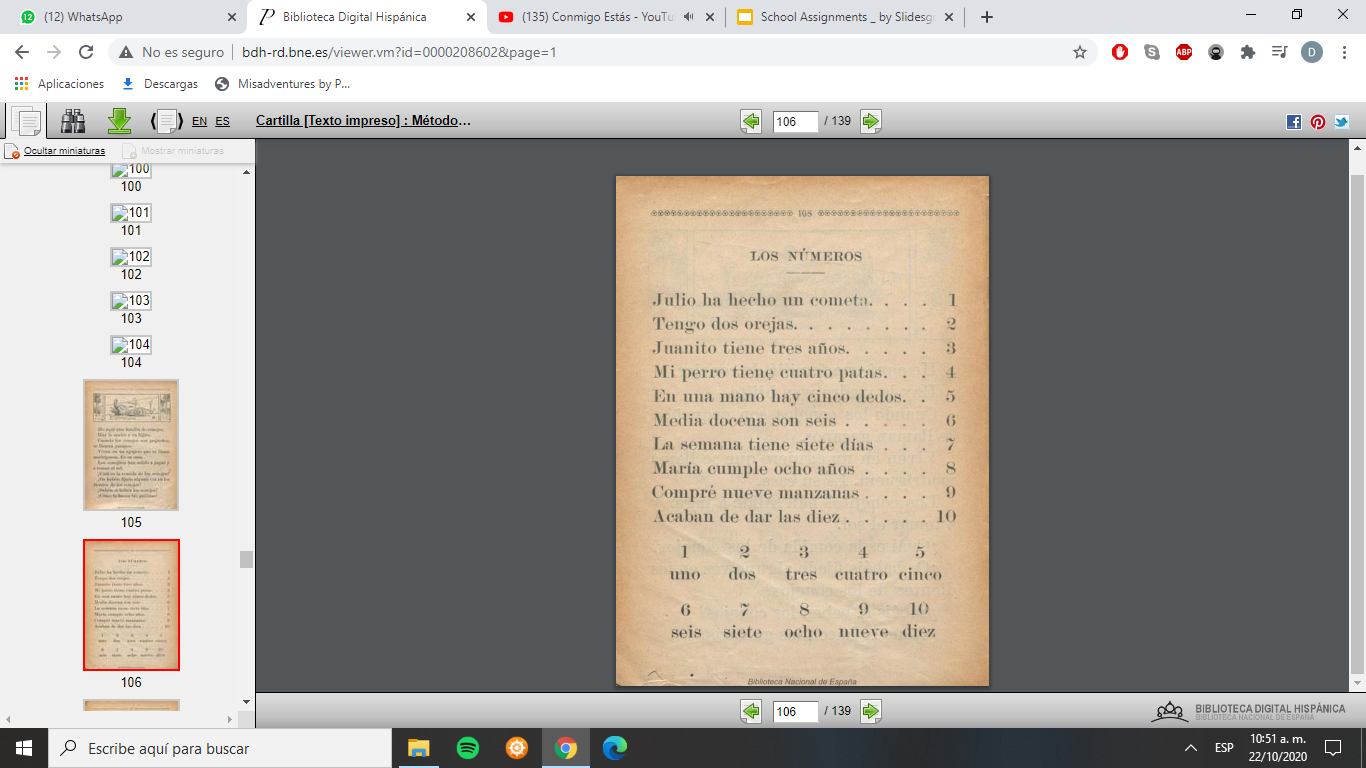 (12) WhatsApp
Biblioteca Digital Hispánica
(135) Conmigo Estás - YouTu
School Assignments _ by Slidesgo
No es seguro | bdh-rd.bne.es/viewer.vm?id=0000208602&page=1
ABP
D
Aplicaciones
Descargas
Misadventures by P...
EN ES
Cartilla [Texto impreso] : Método…
106 / 139
Ocultar miniaturas
Mostrar miniaturas
100
100
101
101
102
102
103
103
104
104
105
106
108
LOS NÚMEROS
Julio ha hecho un cometa. . . . 1
Tengo dos orejas. . . . . . . . 2
Juanito tiene tres años. . . . . 3
Mi perro tiene cuatro patas. . . 4
En una mano hay cinco dedos. . 5
Media docena son seis . . . . . 6
La semana tiene siete días . . . 7
María cumple ocho años . . . . 8
Compré nueve manzanas . . . . 9
Acaban de dar las diez . . . . . 10
1 2 3 4 5
uno dos tres cuatro cinco
6 7 8 9 10
seis siete ocho nueve diez
Biblioteca Nacional de España
106 / 139
BIBLIOTECA DIGITAL HISPÁNICA
BIBLIOTECA NACIONAL DE ESPAÑA
Escribe aquí para buscar
ESP
10:51 a. m.
22/10/2020